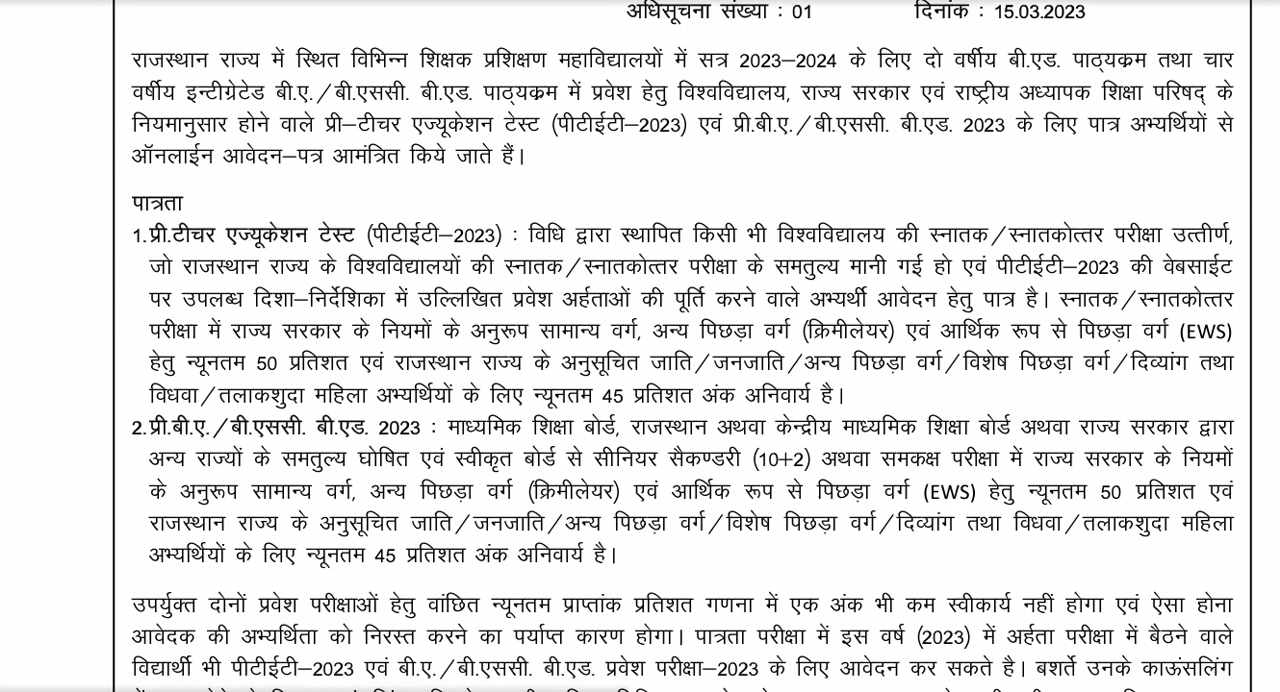 अधिसूचना संख्या : 01 दिनांक : 15.03.2023
राजस्थान राज्य में स्थित विभिन्न शिक्षक प्रशिक्षण महाविद्यालयों में सत्र 2023–2024 के लिए दो वर्षीय बी.एड. पाठ्यक्रम तथा चार
वर्षीय इन्टीग्रेटेड बी.ए./बी.एससी. बी.एड. पाठ्यक्रम में प्रवेश हेतु विश्वविद्यालय, राज्य सरकार एवं राष्ट्रीय अध्यापक शिक्षा परिषद् के
नियमानुसार होने वाले प्री–टीचर एज्यूकेशन टेस्ट (पीटीईटी–2023) एवं प्री.बी.ए./बी.एससी. बी.एड. 2023 के लिए पात्र अभ्यर्थियों से
ऑनलाईन आवेदन–पत्र आमंत्रित किये जाते हैं।
पात्रता
1. प्री.टीचर एज्यूकेशन टेस्ट (पीटीईटी–2023) : विधि द्वारा स्थापित किसी भी विश्वविद्यालय की स्नातक/स्नातकोत्तर परीक्षा उत्तीर्ण,
जो राजस्थान राज्य के विश्वविद्यालयों की स्नातक/स्नातकोत्तर परीक्षा के समतुल्य मानी गई हो एवं पीटीईटी–2023 की वेबसाईट
पर उपलब्ध दिशा–निर्देशिका में उल्लिखित प्रवेश अर्हताओं की पूर्ति करने वाले अभ्यर्थी आवेदन हेतु पात्र है। स्नातक/स्नातकोत्तर
परीक्षा में राज्य सरकार के नियमों के अनुरूप सामान्य वर्ग, अन्य पिछड़ा वर्ग (क्रिमीलेयर) एवं आर्थिक रूप से पिछड़ा वर्ग (EWS)
हेतु न्यूनतम 50 प्रतिशत एवं राजस्थान राज्य के अनुसूचित जाति/जनजाति/अन्य पिछड़ा वर्ग/विशेष पिछड़ा वर्ग/दिव्यांग तथा
विधवा/तलाकशुदा महिला अभ्यर्थियों के लिए न्यूनतम 45 प्रतिशत अंक अनिवार्य है।
2. प्री.बी.ए./बी.एससी. बी.एड. 2023 : माध्यमिक शिक्षा बोर्ड, राजस्थान अथवा केन्द्रीय माध्यमिक शिक्षा बोर्ड अथवा राज्य सरकार द्वारा
अन्य राज्यों के समतुल्य घोषित एवं स्वीकृत बोर्ड से सीनियर सैकण्डरी (10+2) अथवा समकक्ष परीक्षा में राज्य सरकार के नियमों
के अनुरूप सामान्य वर्ग, अन्य पिछड़ा वर्ग (क्रिमीलेयर) एवं आर्थिक रूप से पिछड़ा वर्ग (EWS) हेतु न्यूनतम 50 प्रतिशत एवं
राजस्थान राज्य के अनुसूचित जाति/जनजाति/अन्य पिछड़ा वर्ग/विशेष पिछड़ा वर्ग/दिव्यांग तथा विधवा/तलाकशुदा महिला
अभ्यर्थियों के लिए न्यूनतम 45 प्रतिशत अंक अनिवार्य है।
उपर्युक्त दोनों प्रवेश परीक्षाओं हेतु वांछित न्यूनतम प्राप्तांक प्रतिशत गणना में एक अंक भी कम स्वीकार्य नहीं होगा एवं ऐसा होना
आवेदक की अभ्यर्थिता को निरस्त करने का पर्याप्त कारण होगा। पात्रता परीक्षा में इस वर्ष (2023) में अर्हता परीक्षा में बैठने वाले
विद्यार्थी भी पीटीईटी–2023 एवं बी.ए./बी.एससी. बी.एड. प्रवेश परीक्षा–2023 के लिए आवेदन कर सकते है। बशर्ते उनके काऊंसलिंग